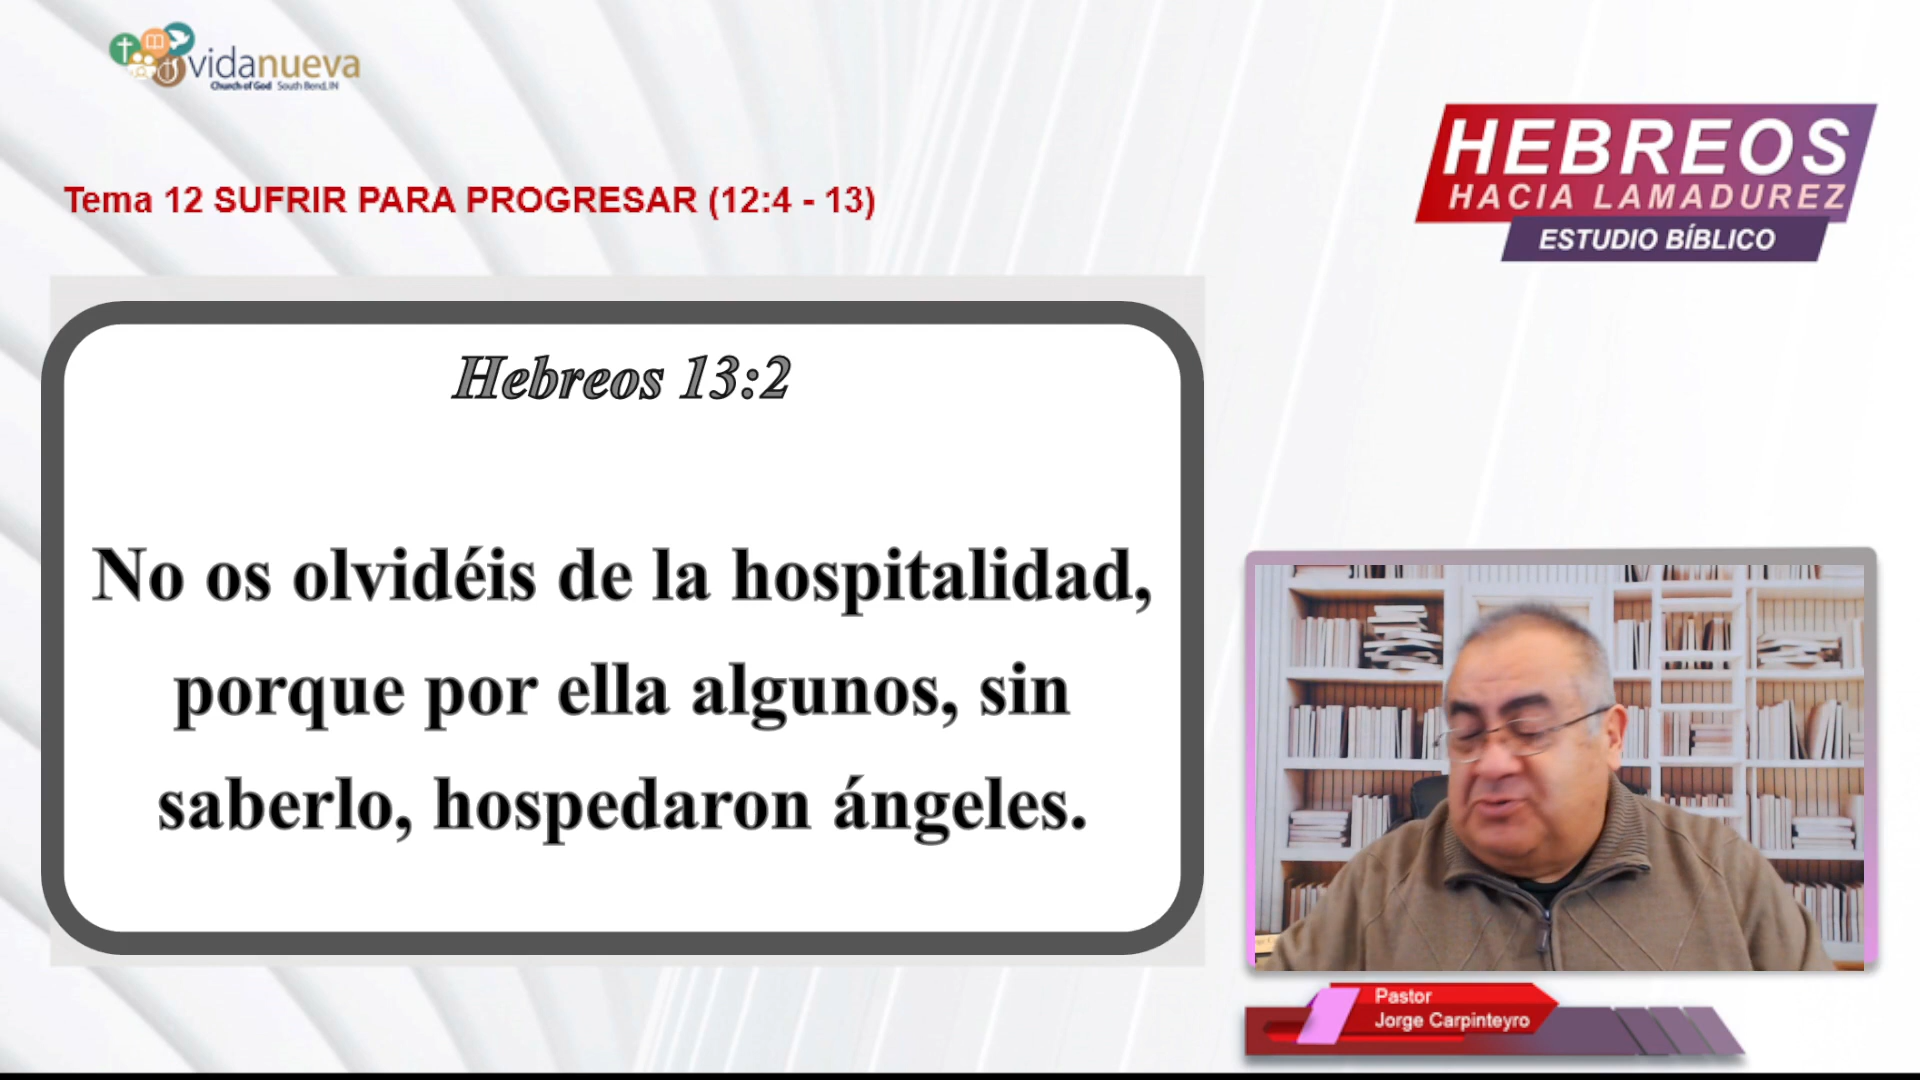 vidanueva
Church of God South Bend, IN
HEBREOS
HACIA LAMADUREZ
ESTUDIO BÍBLICO
Tema 12 SUFRIR PARA PROGRESAR (12:4 - 13)
Hebreos 13:2
No os olvidéis de la hospitalidad,
porque por ella algunos, sin
saberlo, hospedaron ángeles.
Pastor
Jorge Carpinteyro